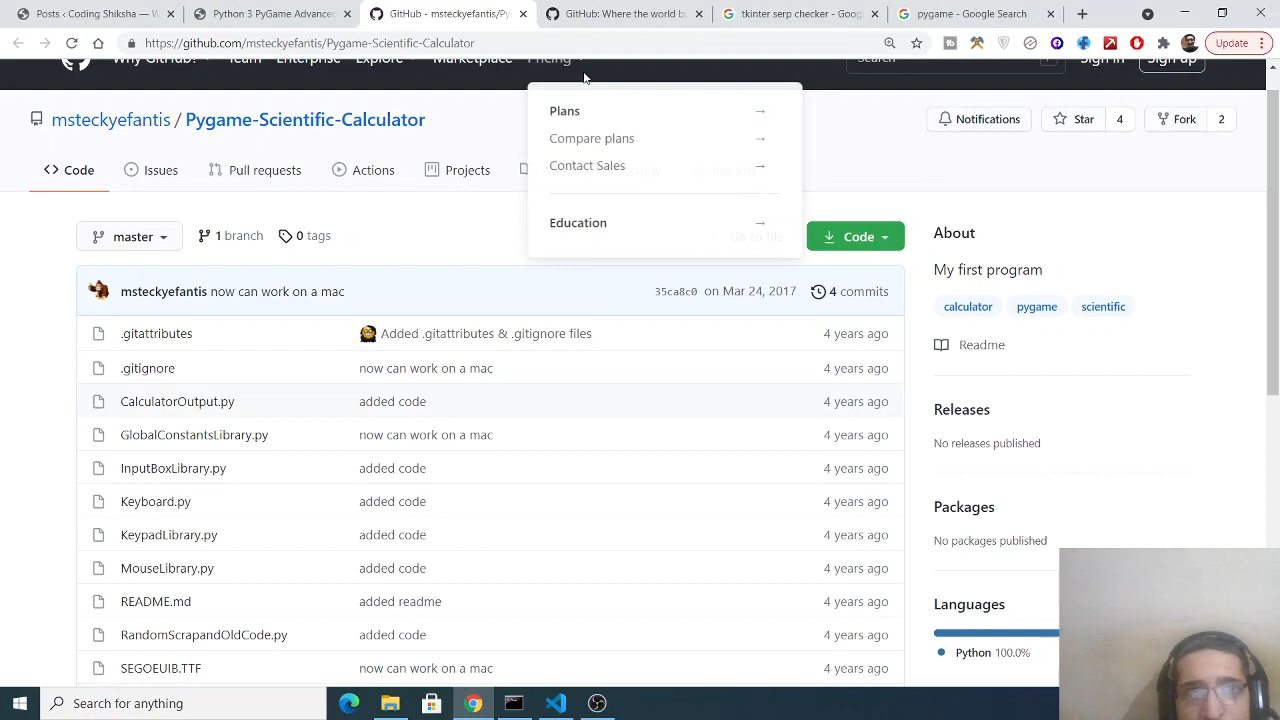 Posts ‹ Coding Shiksha — W
Python 3 PyGame Advance
GitHub - msteckyefantis/Pyg
GitHub: Where the world bu
tkinter serp checker - Goog
pygame - Google Search
https://github.com/msteckyefantis/Pygame-Scientific-Calculator
Update
Why GitHub?
Team
Enterprise
Explore
Marketplace
Pricing
Search
/
Sign in
Sign up
Plans →
Compare plans →
Contact Sales →
Education →
msteckyefantis / Pygame-Scientific-Calculator
Notifications
Star 4
Fork 2
Code
Issues
Pull requests
Actions
Projects
Insights
master
1 branch
0 tags
Go to file
Code
msteckyefantis now can work on a mac
35ca8c0 on Mar 24, 2017
4 commits
.gitattributes
Added .gitattributes & .gitignore files
4 years ago
.gitignore
now can work on a mac
4 years ago
CalculatorOutput.py
added code
4 years ago
GlobalConstantsLibrary.py
now can work on a mac
4 years ago
InputBoxLibrary.py
added code
4 years ago
Keyboard.py
added code
4 years ago
KeypadLibrary.py
added code
4 years ago
MouseLibrary.py
added code
4 years ago
README.md
added readme
4 years ago
RandomScrapandOldCode.py
added code
4 years ago
SEGOEUIB.TTF
now can work on a mac
4 years ago
About
My first program
calculator
pygame
scientific
Readme
Releases
No releases published
Packages
No packages published
Languages
Python 100.0%
Search for anything